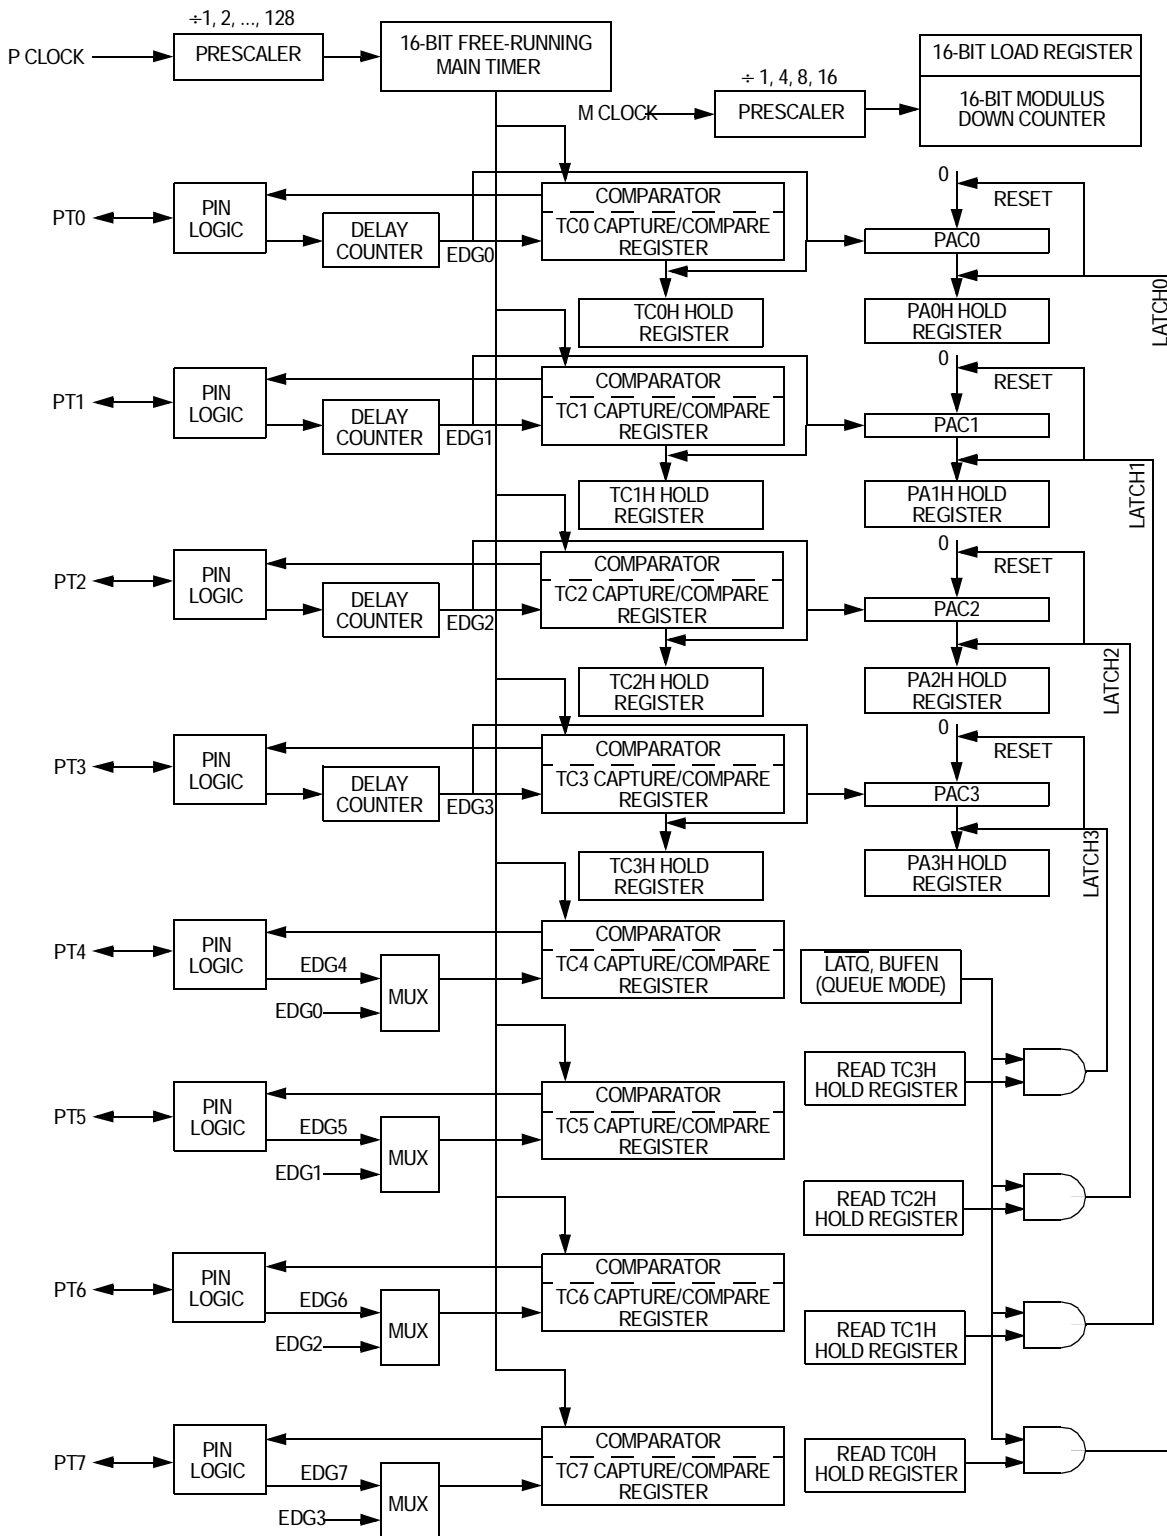 ÷1, 2, ..., 128
P CLOCK
PRESCALER
16-BIT FREE-RUNNING
MAIN TIMER
16-BIT LOAD REGISTER
16-BIT MODULUS
DOWN COUNTER
÷ 1, 4, 8, 16
M CLOCK
PRESCALER
PT0
PIN
LOGIC
DELAY
COUNTER
EDG0
COMPARATOR
TC0 CAPTURE/COMPARE
REGISTER
TC0H HOLD
REGISTER
0
RESET
PAC0
PA0H HOLD
REGISTER
LATCH0
PT1
PIN
LOGIC
DELAY
COUNTER
EDG1
COMPARATOR
TC1 CAPTURE/COMPARE
REGISTER
TC1H HOLD
REGISTER
0
RESET
PAC1
PA1H HOLD
REGISTER
LATCH1
PT2
PIN
LOGIC
DELAY
COUNTER
EDG2
COMPARATOR
TC2 CAPTURE/COMPARE
REGISTER
TC2H HOLD
REGISTER
0
RESET
PAC2
PA2H HOLD
REGISTER
LATCH2
PT3
PIN
LOGIC
DELAY
COUNTER
EDG3
COMPARATOR
TC3 CAPTURE/COMPARE
REGISTER
TC3H HOLD
REGISTER
0
RESET
PAC3
PA3H HOLD
REGISTER
LATCH3
PT4
PIN
LOGIC
EDG4
EDG0
MUX
COMPARATOR
TC4 CAPTURE/COMPARE
REGISTER
LATQ, BUFEN
(QUEUE MODE)
READ TC3H
HOLD REGISTER
PT5
PIN
LOGIC
EDG5
EDG1
MUX
COMPARATOR
TC5 CAPTURE/COMPARE
REGISTER
READ TC2H
HOLD REGISTER
PT6
PIN
LOGIC
EDG6
EDG2
MUX
COMPARATOR
TC6 CAPTURE/COMPARE
REGISTER
READ TC1H
HOLD REGISTER
PT7
PIN
LOGIC
EDG7
EDG3
MUX
COMPARATOR
TC7 CAPTURE/COMPARE
REGISTER
READ TC0H
HOLD REGISTER